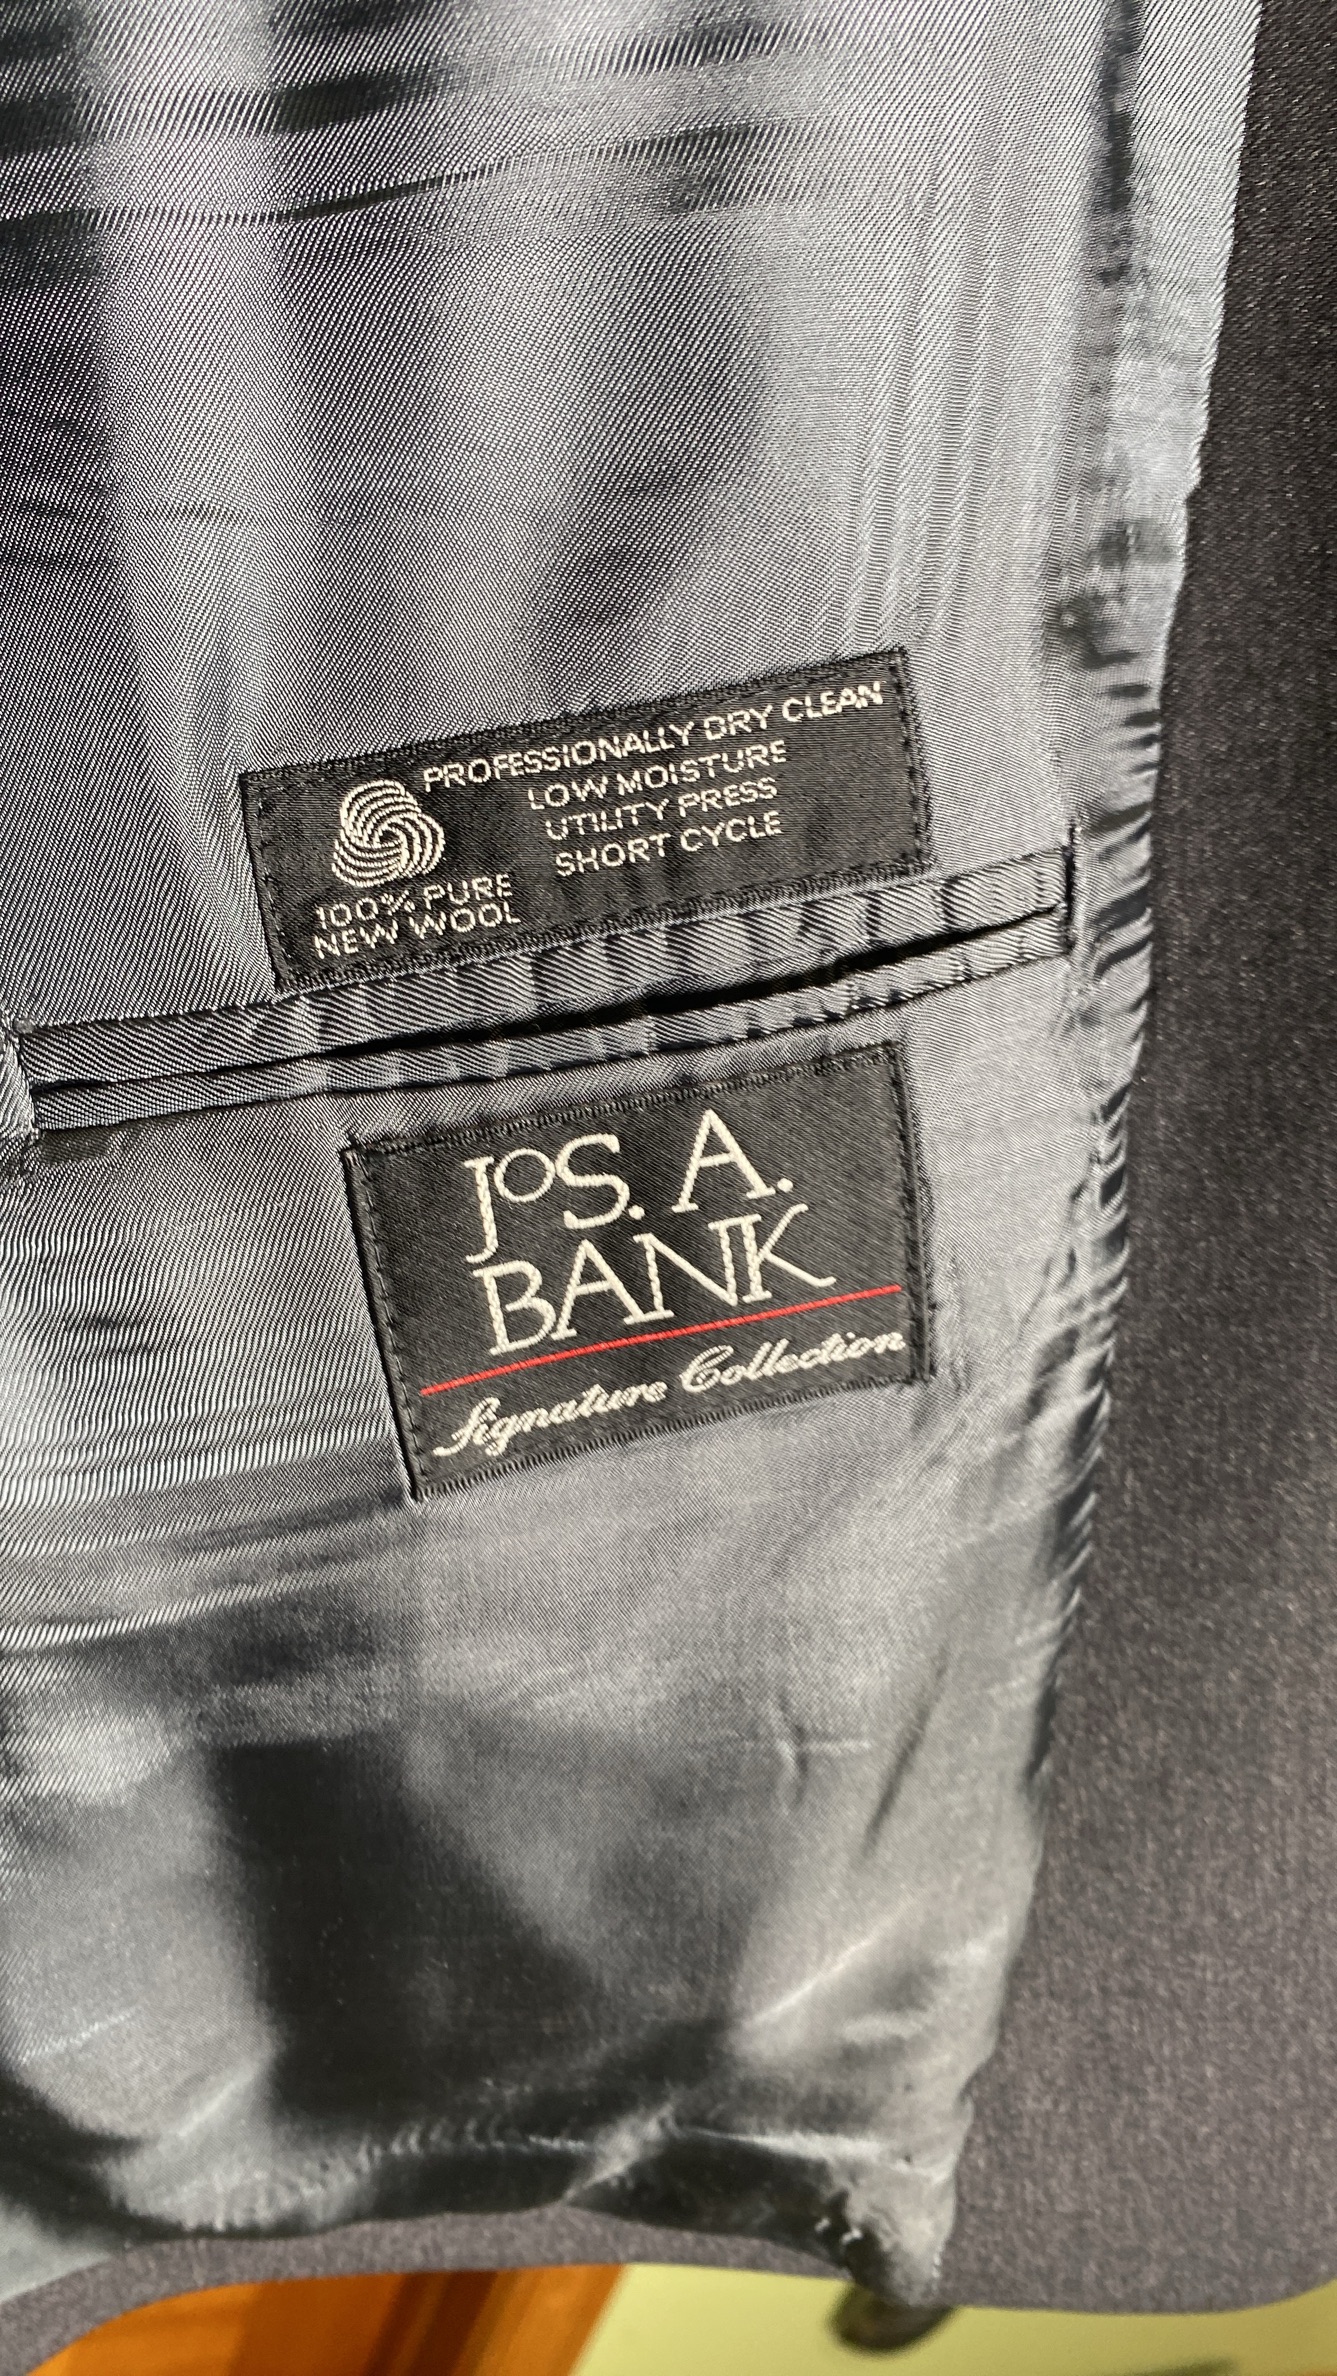 PROFESSIONALLY DRY CLEAN
LOW MOISTURE
UTILITY PRESS
SHORT CYCLE
100% PURE
NEW WOOL
JOS. A.
BANK
Signature Collection